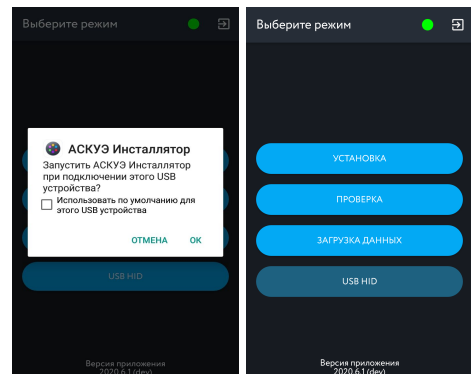 Выберите режим
АСКУЭ Инсталлятор
Запустить АСКУЭ Инсталлятор
при подключении этого USB
устройства?
Использовать по умолчанию для
этого USB устройства
ОТМЕНА ОК
USB HID
Версия приложения
2020.6.1 (dev)
Выберите режим
УСТАНОВКА
ПРОВЕРКА
ЗАГРУЗКА ДАННЫХ
USB HID
Версия приложения
2020.6.1 (dev)